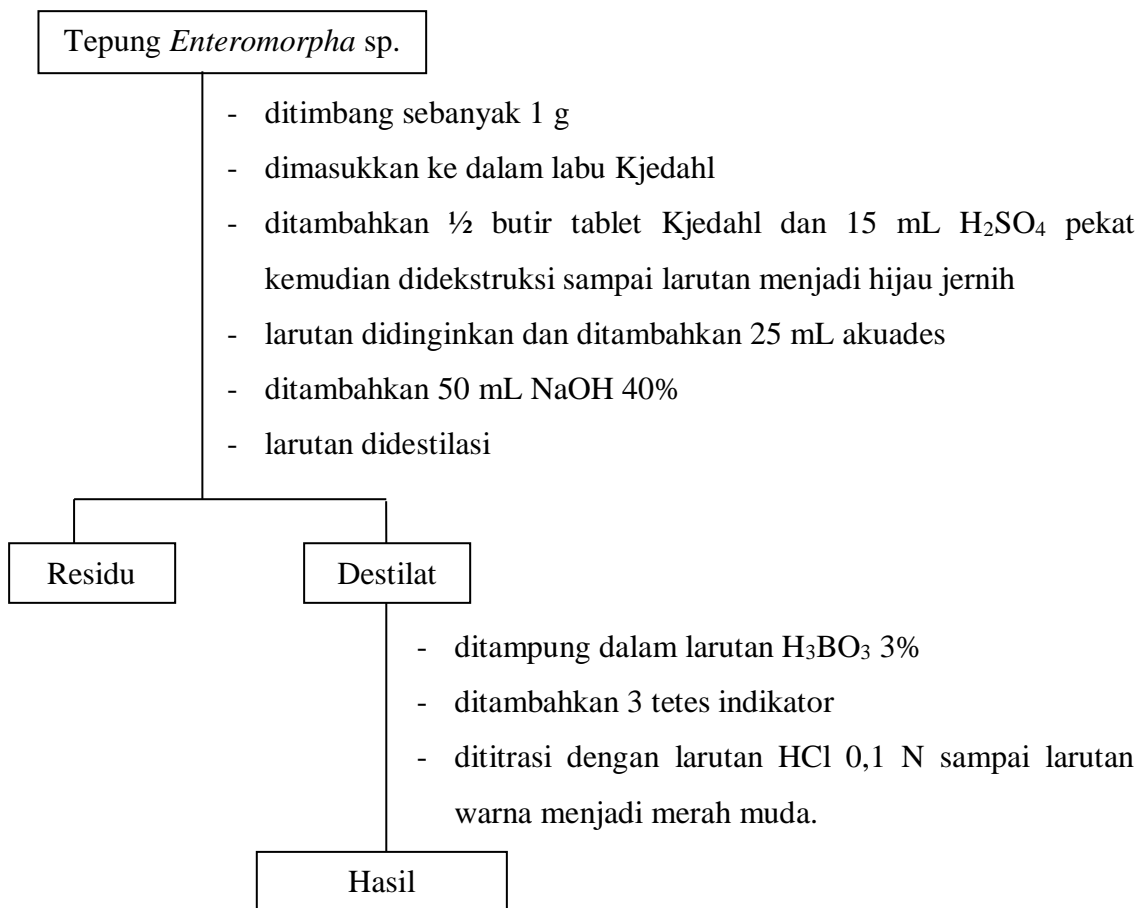 Tepung Enteromorpha sp.
- ditimbang sebanyak 1 g
- dimasukkan ke dalam labu Kjedahl
- ditambahkan ½ butir tablet Kjedahl dan 15 mL H₂SO₄ pekat
kemudian didekstruksi sampai larutan menjadi hijau jernih
- larutan didinginkan dan ditambahkan 25 mL akuades
- ditambahkan 50 mL NaOH 40%
- larutan didestilasi
Residu
Destilat
- ditampung dalam larutan H₃BO₃ 3%
- ditambahkan 3 tetes indikator
- dititrasi dengan larutan HCl 0,1 N sampai larutan
warna menjadi merah muda.
Hasil